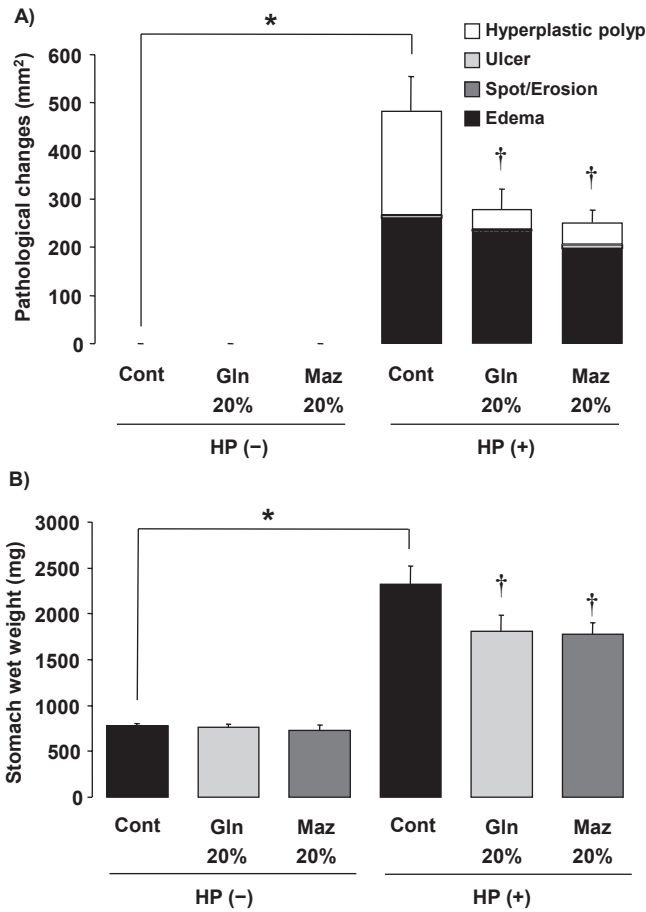 A)
*
Hyperplastic polyp
Ulcer
Spot/Erosion
Edema
Pathological changes (mm²)
600
500
400
300
200
100
0
† †
Cont Gln Maz Cont Gln Maz
20% 20% 20% 20%
HP (−) HP (+)
B)
*
Stomach wet weight (mg)
3000
2500
2000
1500
1000
500
0
† †
Cont Gln Maz Cont Gln Maz
20% 20% 20% 20%
HP (−) HP (+)